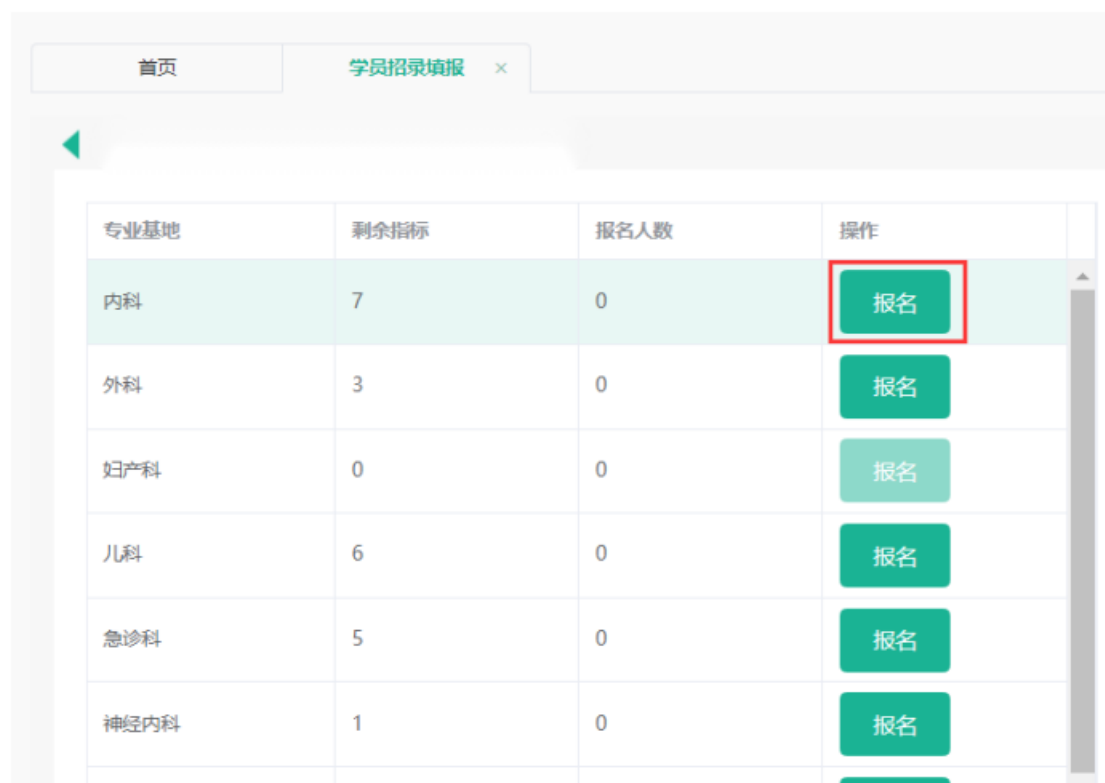 首页 学员招录填报 ×
专业基地 剩余指标 报名人数 操作
内科 7 0 报名
外科 3 0 报名
妇产科 0 0 报名
儿科 6 0 报名
急诊科 5 0 报名
神经内科 1 0 报名